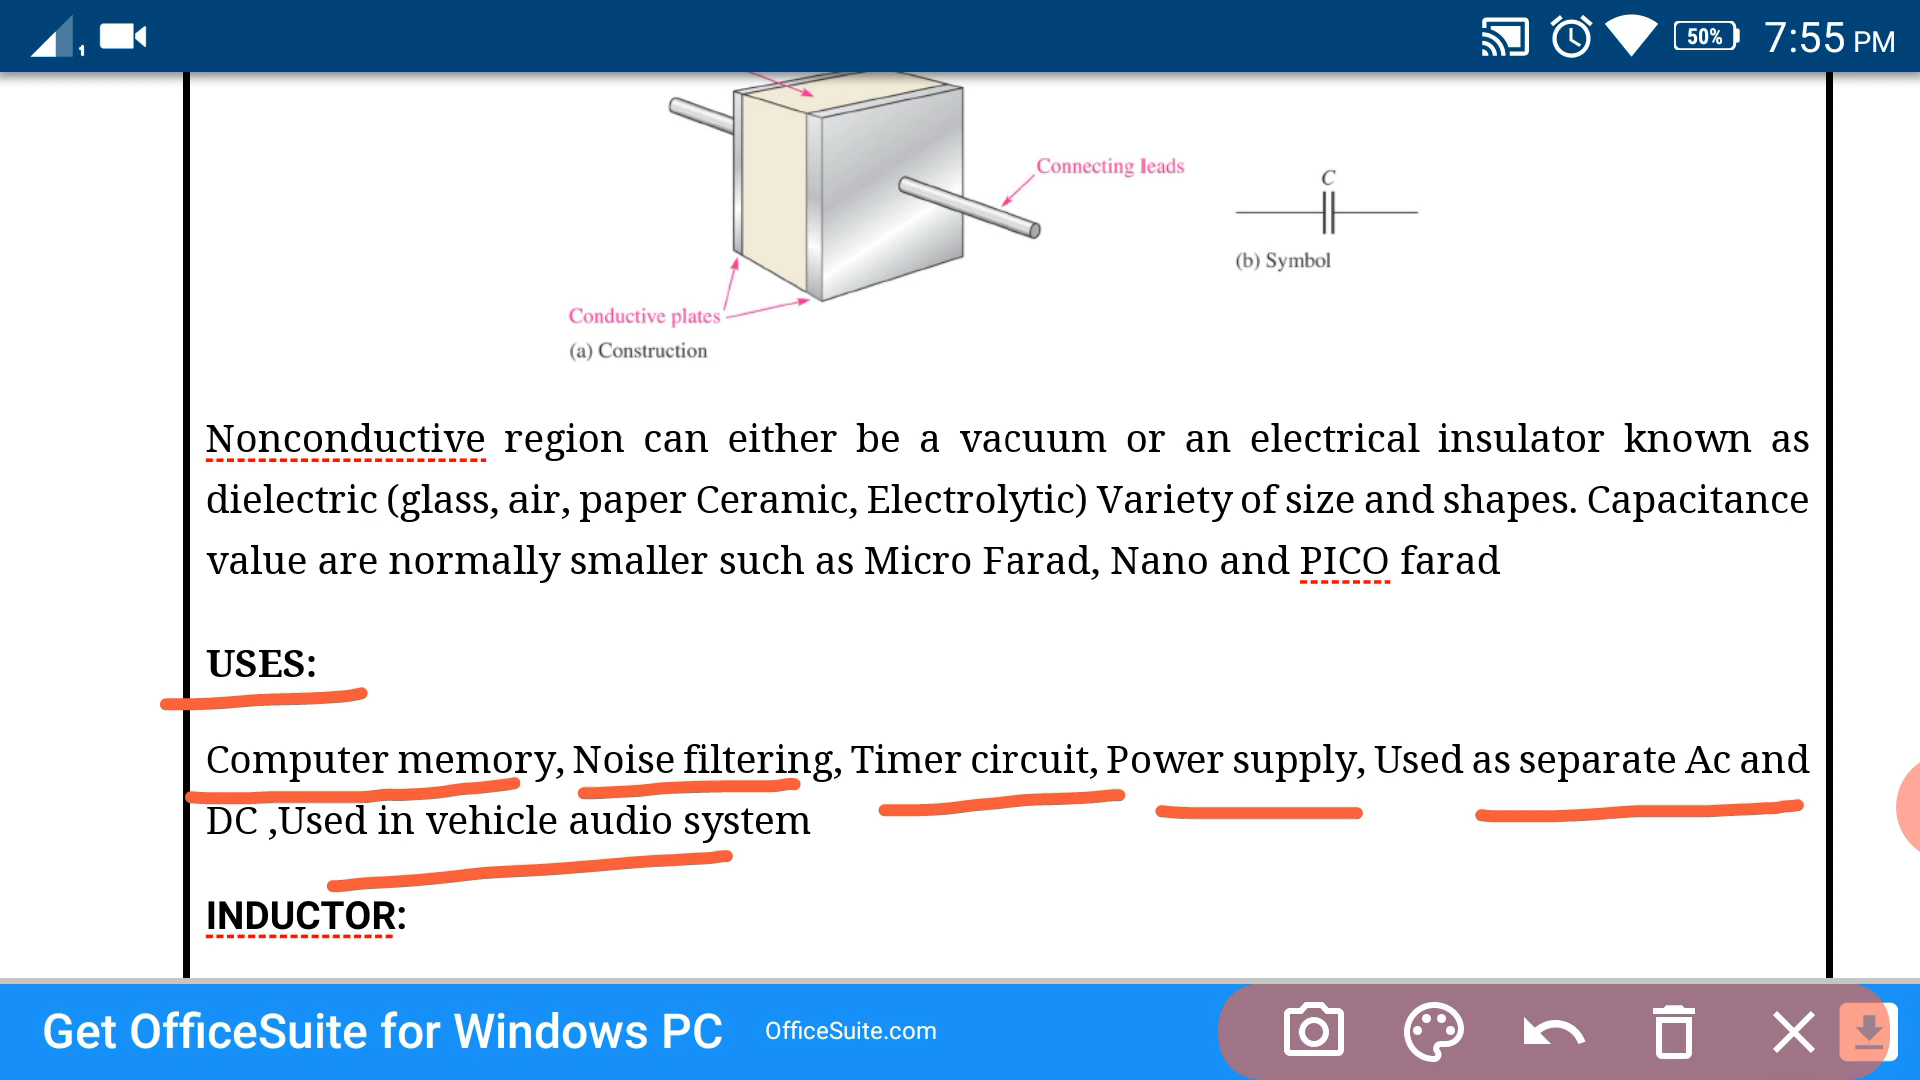 1
50%
7:55 PM
Connecting leads
C
(b) Symbol
Conductive plates
(a) Construction
Nonconductive region can either be a vacuum or an electrical insulator known as
dielectric (glass, air, paper Ceramic, Electrolytic) Variety of size and shapes. Capacitance
value are normally smaller such as Micro Farad, Nano and PICO farad
USES:
Computer memory, Noise filtering, Timer circuit, Power supply, Used as separate Ac and
DC ,Used in vehicle audio system
INDUCTOR:
Get OfficeSuite for Windows PC OfficeSuite.com